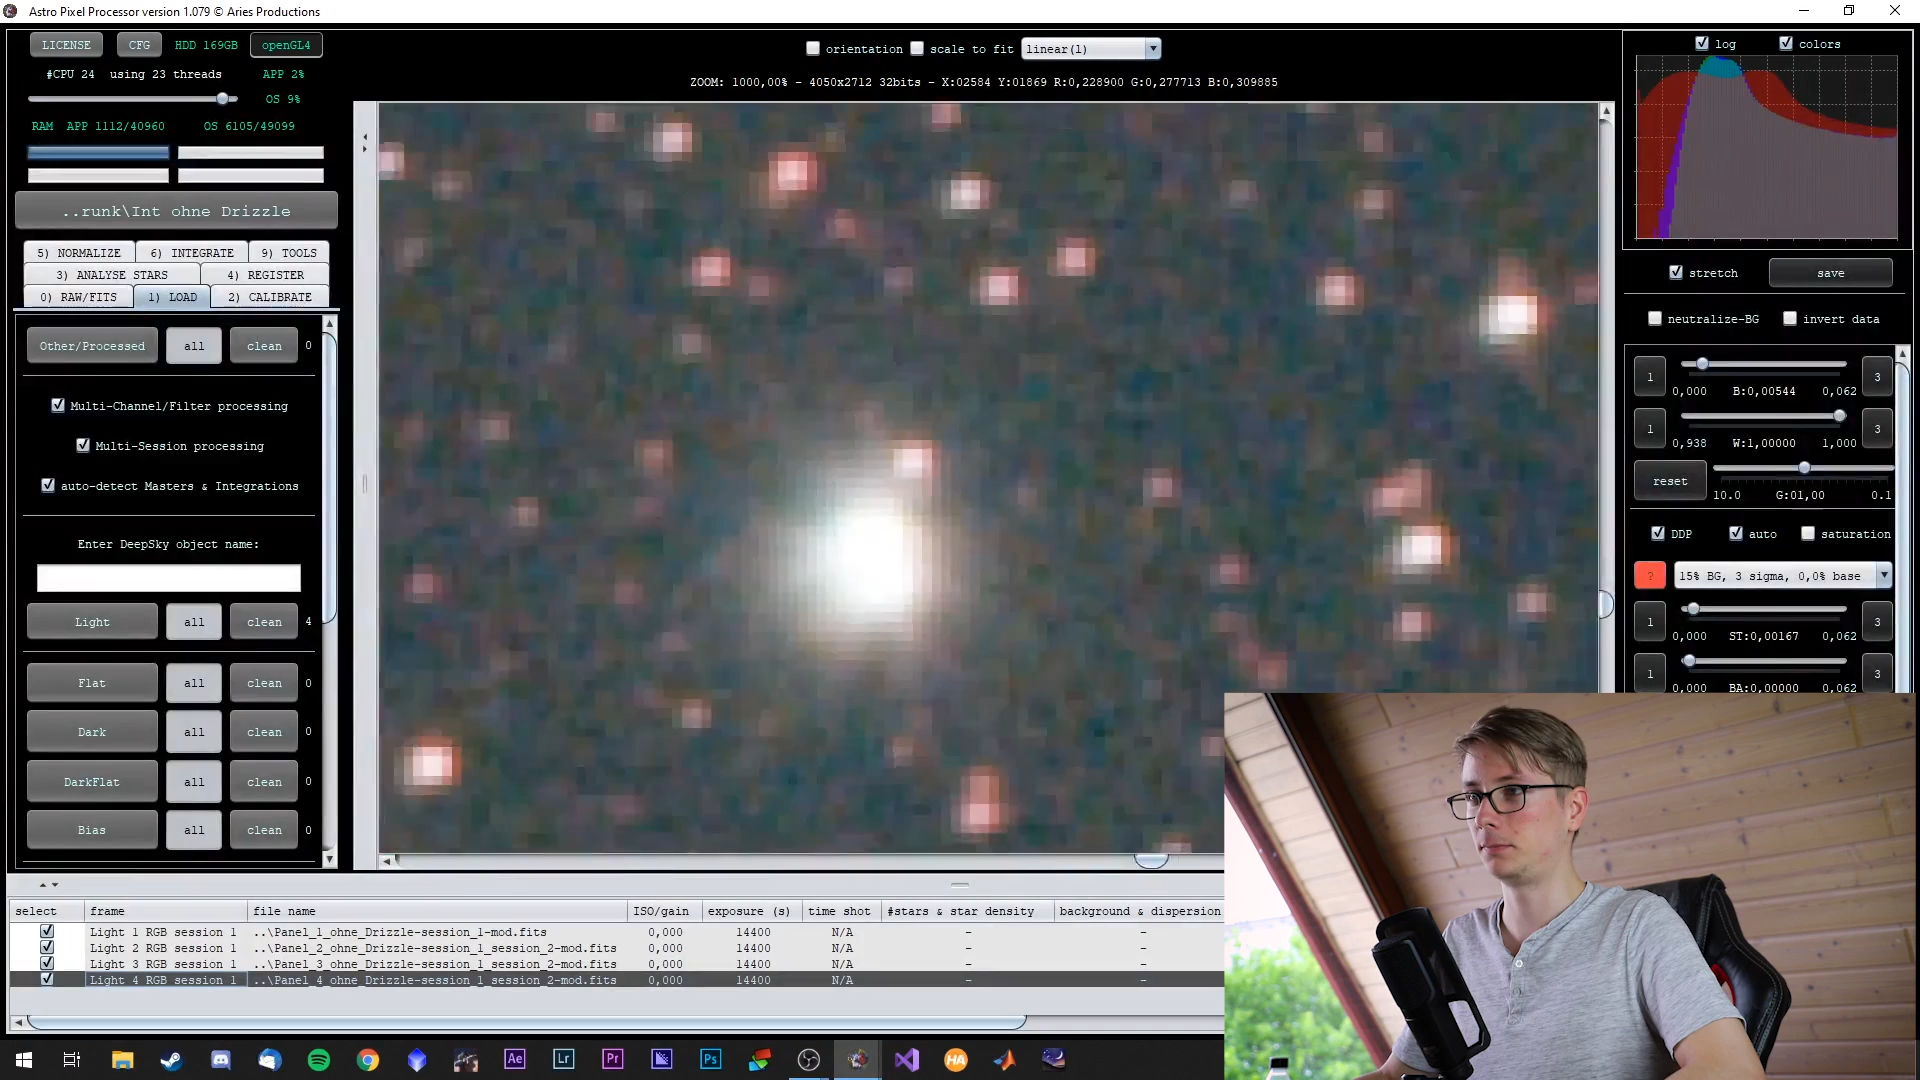 Astro Pixel Processor version 1.079 © Aries Productions
LICENSE CFG HDD 169GB openGL4
#CPU 24 using 23 threads APP 2%
OS 9%
RAM APP 1112/40960 OS 6105/49099
..runk\Int ohne Drizzle
5) NORMALIZE 6) INTEGRATE 9) TOOLS
3) ANALYSE STARS 4) REGISTER
0) RAW/FITS 1) LOAD 2) CALIBRATE
Other/Processed all clean 0
Multi-Channel/Filter processing
Multi-Session processing
auto-detect Masters & Integrations
Enter DeepSky object name:
Light all clean 4
Flat all clean 0
Dark all clean 0
DarkFlat all clean 0
Bias all clean 0
orientation scale to fit linear(l)
ZOOM: 1000,00% - 4050x2712 32bits - X:02584 Y:01869 R:0,228900 G:0,277713 B:0,309885
log colors
stretch save
neutralize-BG invert data
1 3
0,000 B:0,00544 0,062
1 3
0,938 W:1,00000 1,000
reset 10.0 G:01,00 0.1
DDP auto saturation
? 15% BG, 3 sigma, 0,0% base
1 3
0,000 ST:0,00167 0,062
1 3
0,000 BA:0,00000 0,062
select frame file name ISO/gain exposure (s) time shot #stars & star density background & dispersion
Light 1 RGB session 1 ..\Panel_1_ohne_Drizzle-session_1-mod.fits 0,000 14400 N/A - -
Light 2 RGB session 1 ..\Panel_2_ohne_Drizzle-session_1_session_2-mod.fits 0,000 14400 N/A - -
Light 3 RGB session 1 ..\Panel_3_ohne_Drizzle-session_1_session_2-mod.fits 0,000 14400 N/A - -
Light 4 RGB session 1 ..\Panel_4_ohne_Drizzle-session_1_session_2-mod.fits 0,000 14400 N/A - -
Ae Lr Pr Ps HA